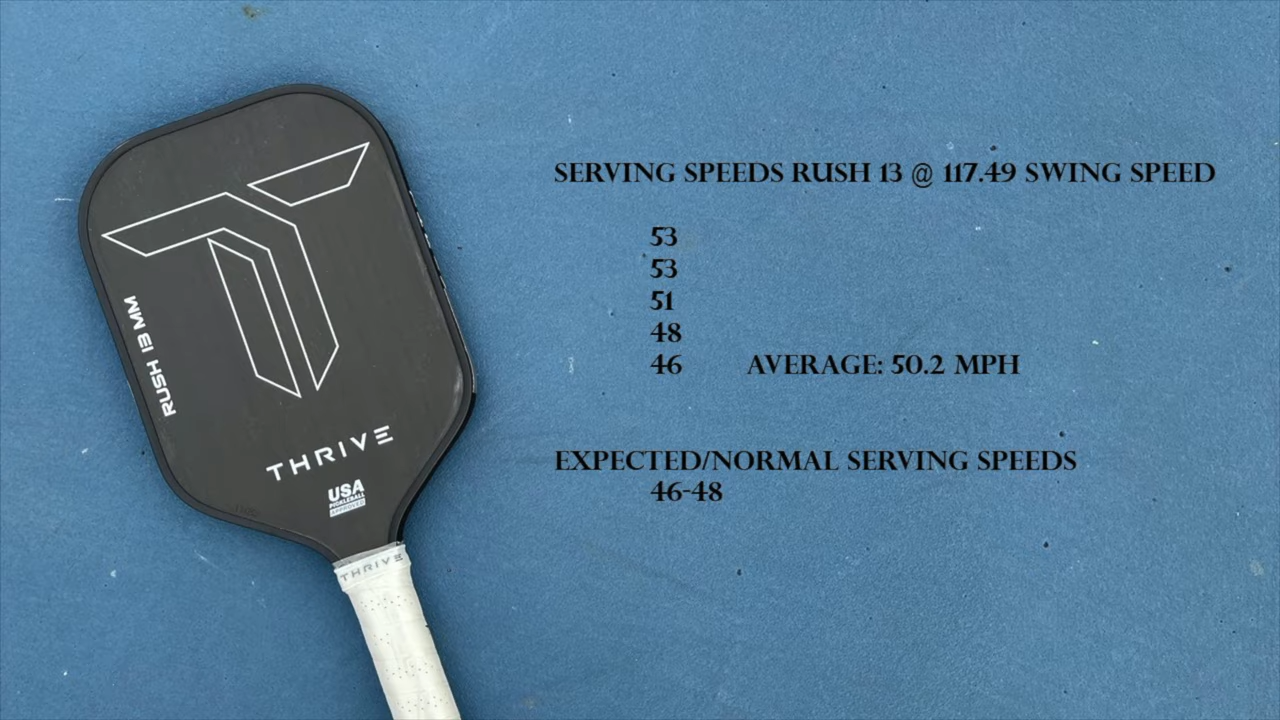 SERVING SPEEDS RUSH 13 @ 117.49 SWING SPEED
53
53
51
48
46 AVERAGE: 50.2 MPH
EXPECTED/NORMAL SERVING SPEEDS
46-48
RUSH 13 MM
THRIVE
USA
PICKLEBALL
APPROVED
THRIVE